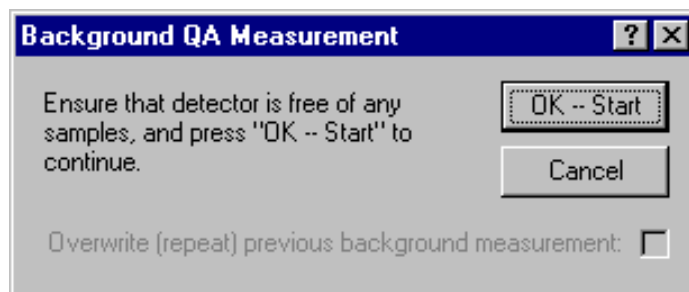 Background QA Measurement
Ensure that detector is free of any
samples, and press "OK -- Start" to
continue.
OK -- Start
Cancel
Overwrite (repeat) previous background measurement: